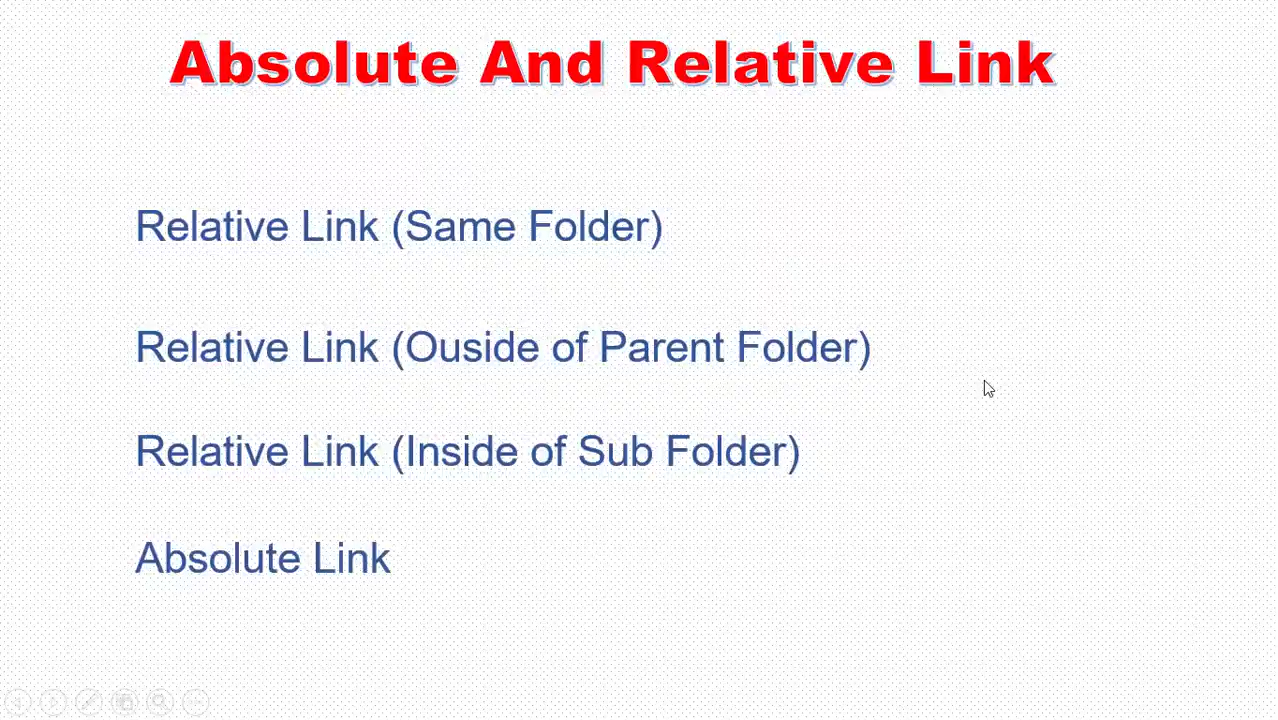 Absolute And Relative Link
Relative Link (Same Folder)
Relative Link (Ouside of Parent Folder)
Relative Link (Inside of Sub Folder)
Absolute Link